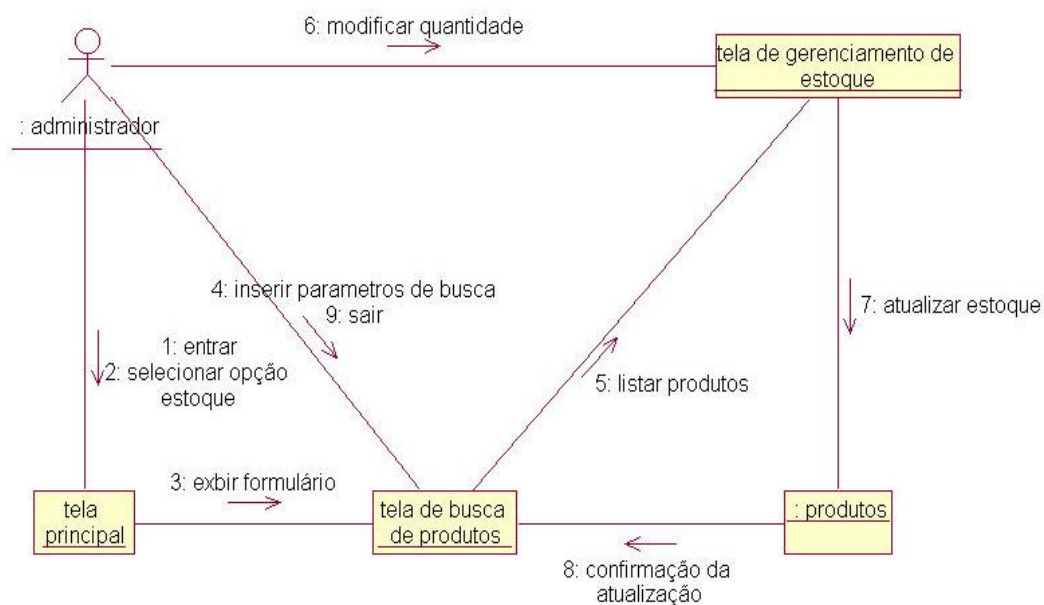 6: modificar quantidade
tela de gerenciamento de
estoque
: administrador
4: inserir parametros de busca
9: sair
7: atualizar estoque
1: entrar
2: selecionar opção
estoque
5: listar produtos
3: exbir formulário
tela
principal
tela de busca
de produtos
: produtos
8: confirmação da
atualização